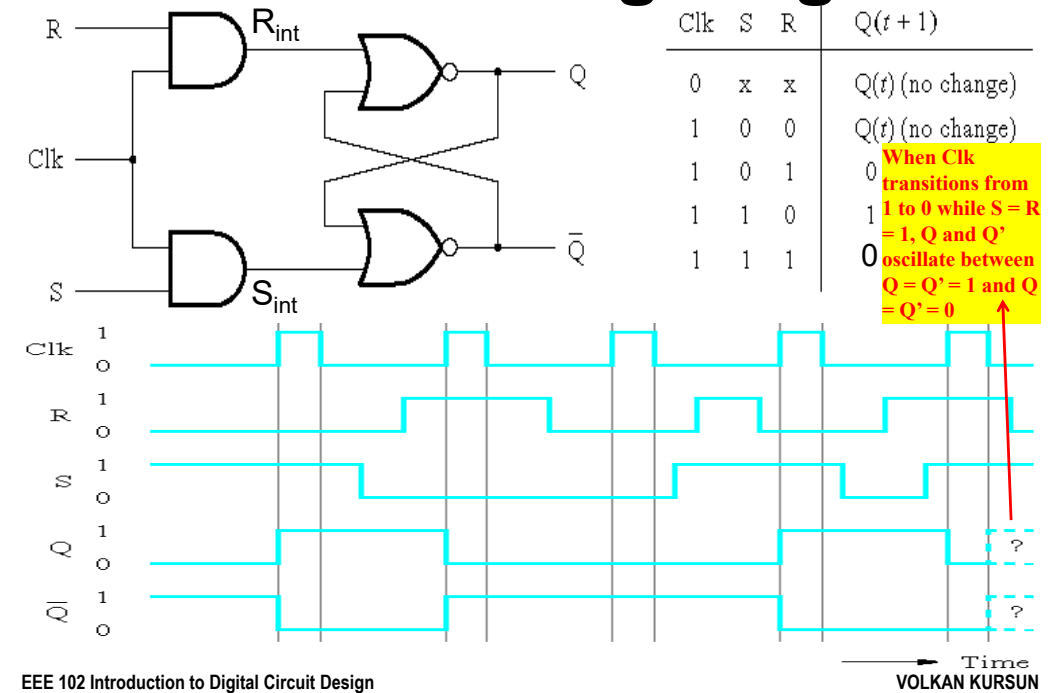 R
R_int
Q
Clk
Q̅
S
S_int
Clk S R Q(t + 1)
0 x x Q(t) (no change)
1 0 0 Q(t) (no change)
1 0 1 0
1 1 0 1
1 1 1 0
When Clk
transitions from
1 to 0 while S = R
= 1, Q and Q’
oscillate between
Q = Q’ = 1 and Q
= Q’ = 0
Clk 1
0
R 1
0
S 1
0
Q 1
0
?
Q̅ 1
0
?
Time
EEE 102 Introduction to Digital Circuit Design
VOLKAN KURSUN